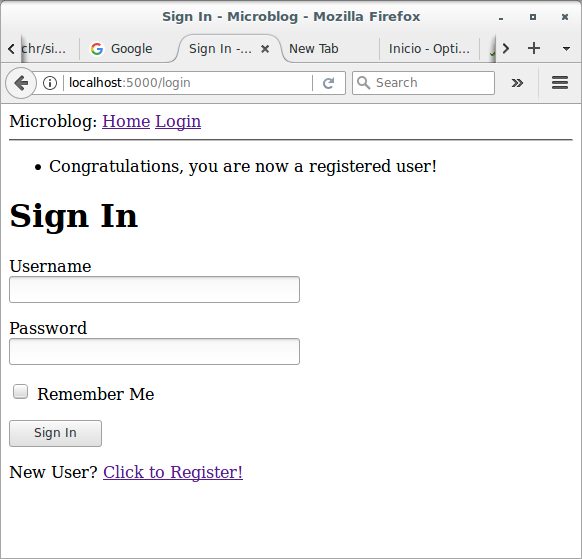 Sign In - Microblog - Mozilla Firefox
chr/si... Google Sign In -... New Tab Inicio - Opti...
localhost:5000/login Search
Microblog: Home Login
• Congratulations, you are now a registered user!
Sign In
Username
Password
Remember Me
Sign In
New User? Click to Register!